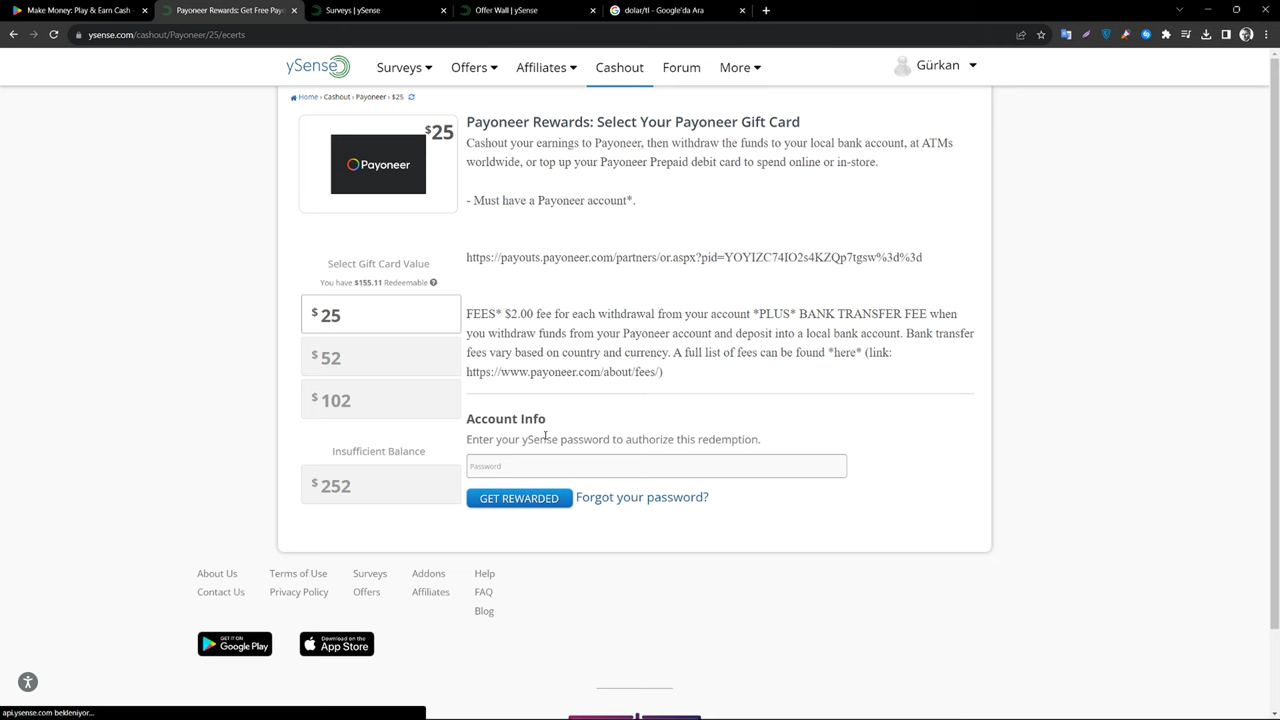 Make Money: Play & Earn Cash
Payoneer Rewards: Get Free Payo
Surveys | ySense
Offer Wall | ySense
dolar/tl - Google'da Ara
ysense.com/cashout/Payoneer/25/ecerts
ySense
Surveys
Offers
Affiliates
Cashout
Forum
More
Gürkan
Home › Cashout › Payoneer › $25
$25
Payoneer
Payoneer Rewards: Select Your Payoneer Gift Card
Cashout your earnings to Payoneer, then withdraw the funds to your local bank account, at ATMs
worldwide, or top up your Payoneer Prepaid debit card to spend online or in-store.
- Must have a Payoneer account*.
https://payouts.payoneer.com/partners/or.aspx?pid=YOYIZC74IO2s4KZQp7tgsw%3d%3d
FEES* $2.00 fee for each withdrawal from your account *PLUS* BANK TRANSFER FEE when
you withdraw funds from your Payoneer account and deposit into a local bank account. Bank transfer
fees vary based on country and currency. A full list of fees can be found *here* (link:
https://www.payoneer.com/about/fees/)
Select Gift Card Value
You have $155.11 Redeemable
$ 25
$ 52
$ 102
Insufficient Balance
$ 252
Account Info
Enter your ySense password to authorize this redemption.
Password
GET REWARDED
Forgot your password?
About Us
Terms of Use
Surveys
Addons
Help
Contact Us
Privacy Policy
Offers
Affiliates
FAQ
Blog
GET IT ON
Google Play
Download on the
App Store
api.ysense.com bekleniyor...